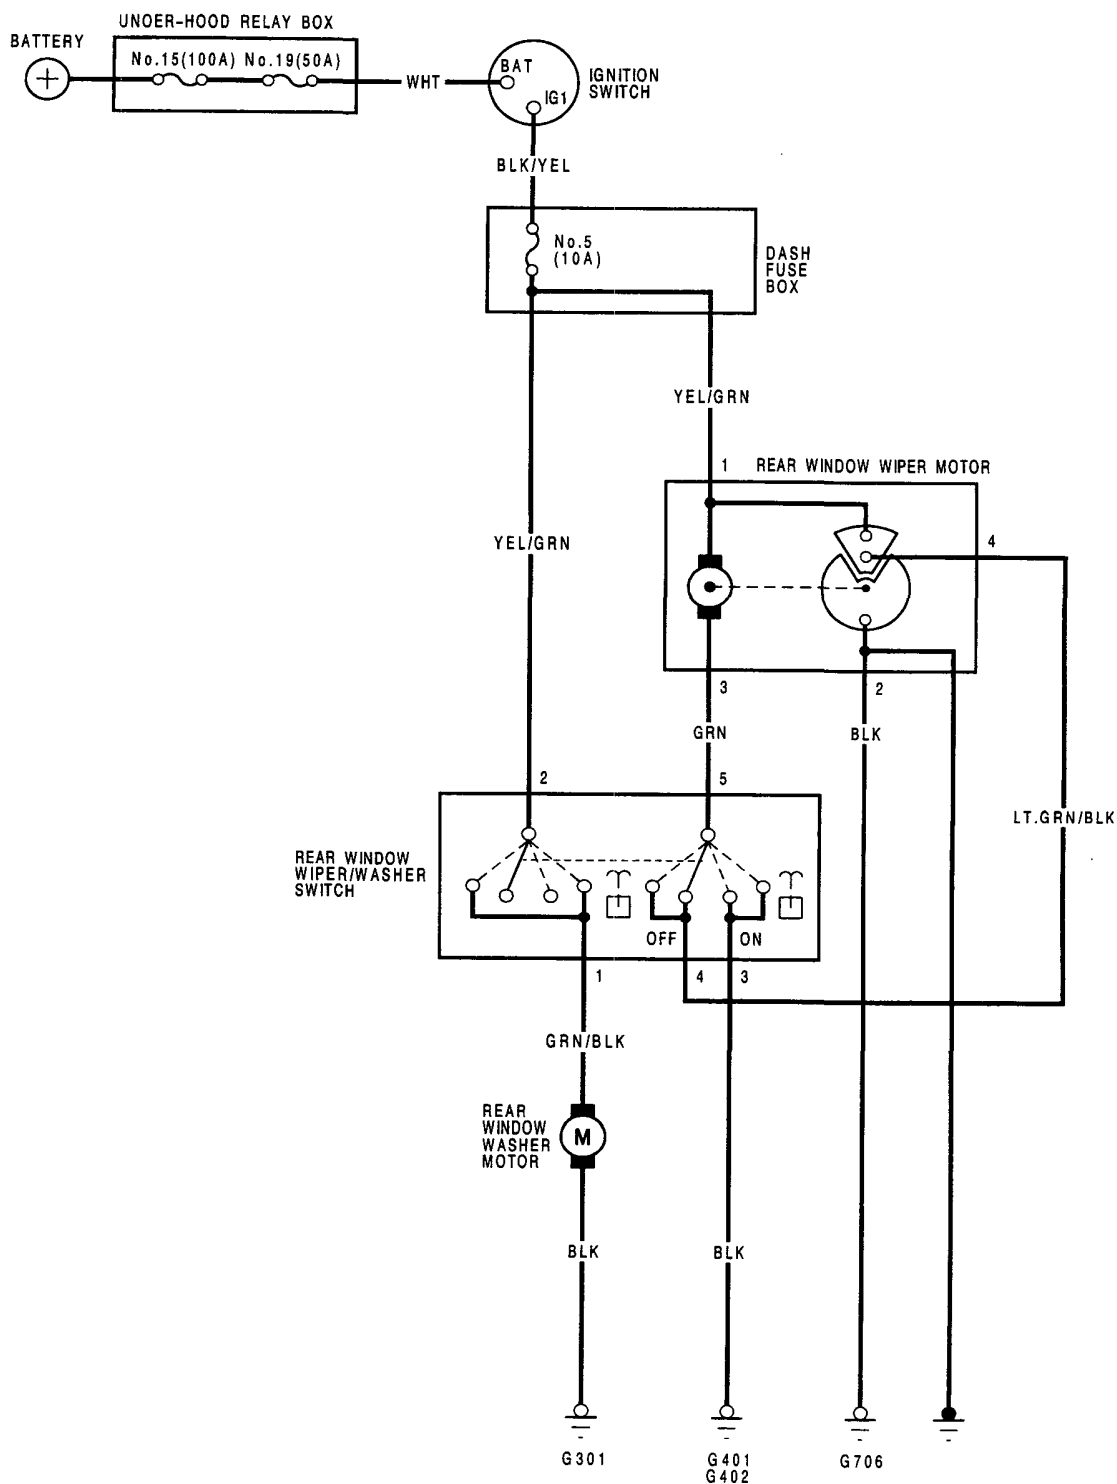 UNOER-HOOD RELAY BOX
BATTERY
No.15(100A) No.19(50A)
+
WHT
BAT
IG1
IGNITION
SWITCH
BLK/YEL
No.5
(10A)
DASH
FUSE
BOX
YEL/GRN
1
REAR WINDOW WIPER MOTOR
YEL/GRN
4
3
2
GRN
BLK
2
5
LT.GRN/BLK
REAR WINDOW
WIPER/WASHER
SWITCH
OFF
ON
1
4
3
GRN/BLK
REAR
WINDOW
WASHER
MOTOR
M
BLK
BLK
G301
G401
G402
G706